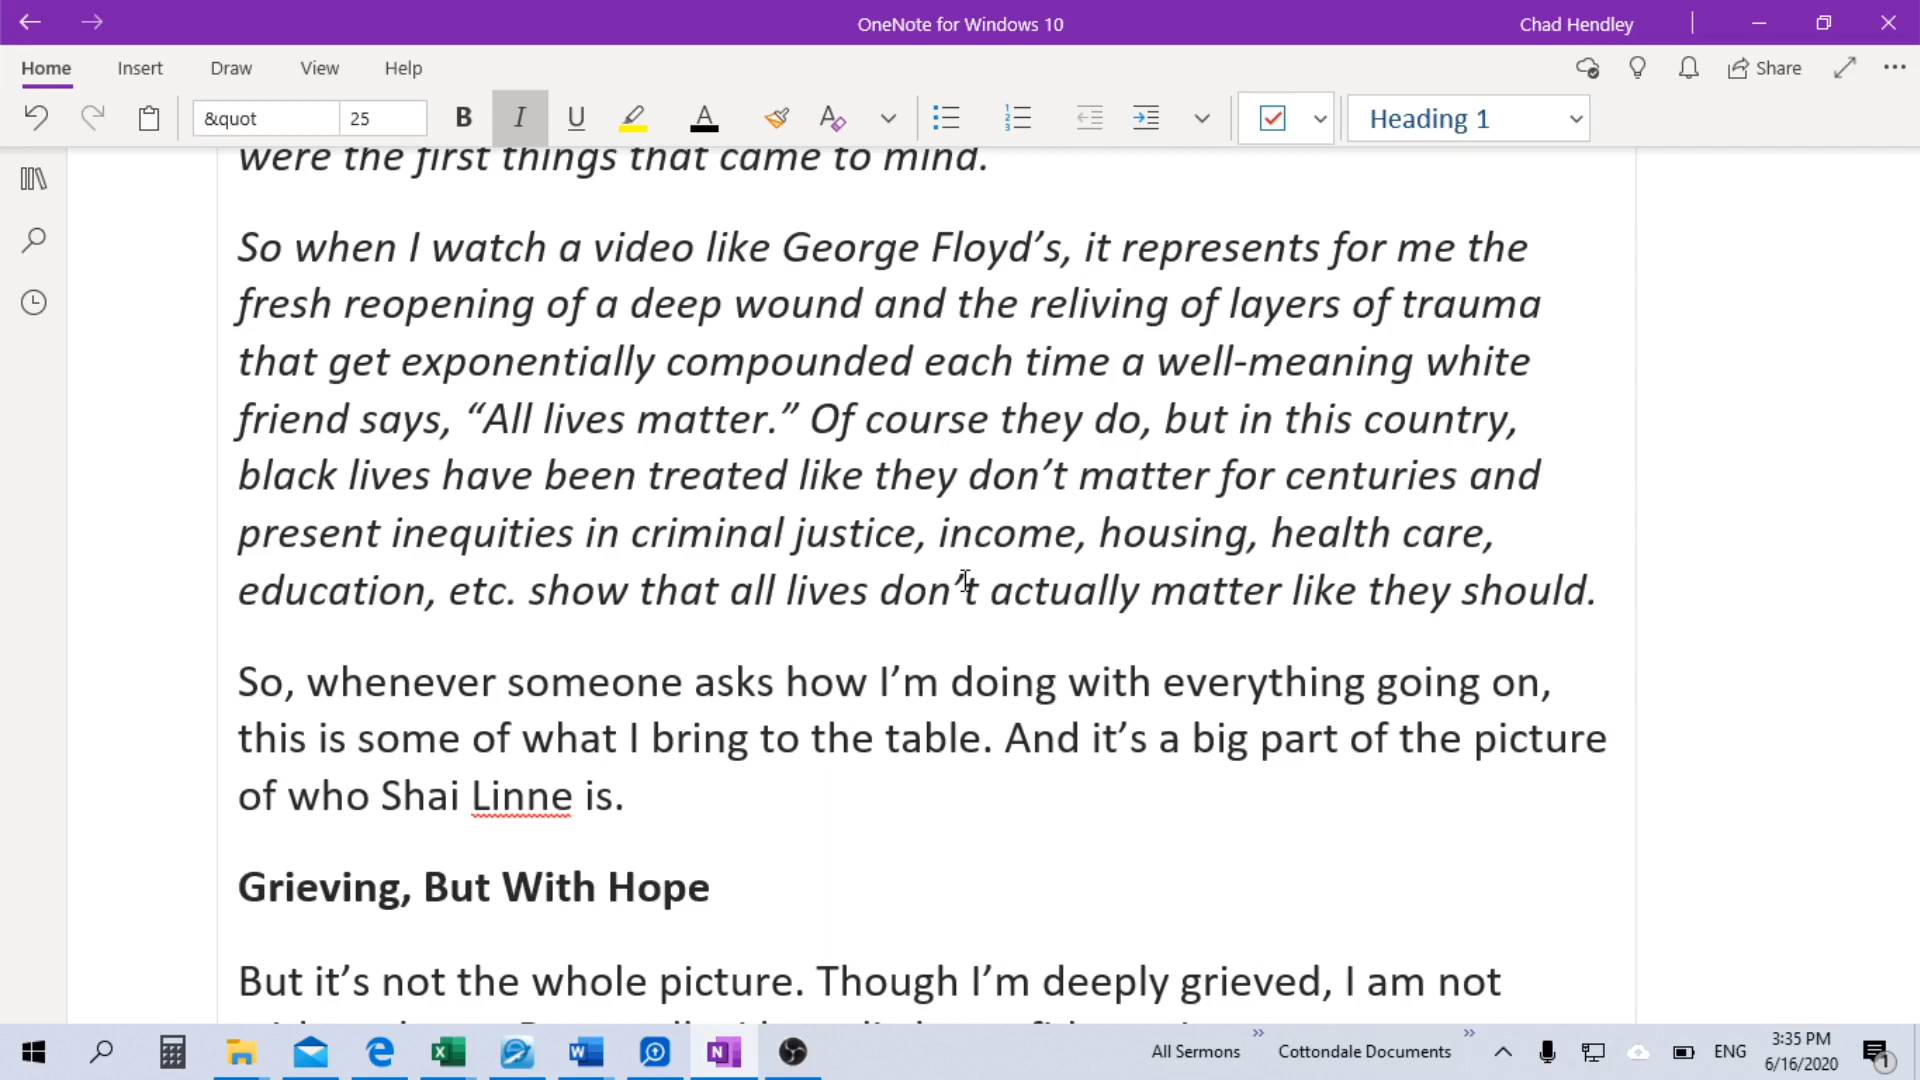 OneNote for Windows 10
Chad Hendley
Home Insert Draw View Help
Share
&quot 25 B I U A A Heading 1
were the first things that came to mind.
So when I watch a video like George Floyd’s, it represents for me the
fresh reopening of a deep wound and the reliving of layers of trauma
that get exponentially compounded each time a well-meaning white
friend says, “All lives matter.” Of course they do, but in this country,
black lives have been treated like they don’t matter for centuries and
present inequities in criminal justice, income, housing, health care,
education, etc. show that all lives don’t actually matter like they should.
So, whenever someone asks how I’m doing with everything going on,
this is some of what I bring to the table. And it’s a big part of the picture
of who Shai Linne is.
Grieving, But With Hope
But it’s not the whole picture. Though I’m deeply grieved, I am not
All Sermons
Cottondale Documents
ENG
3:35 PM
6/16/2020
1